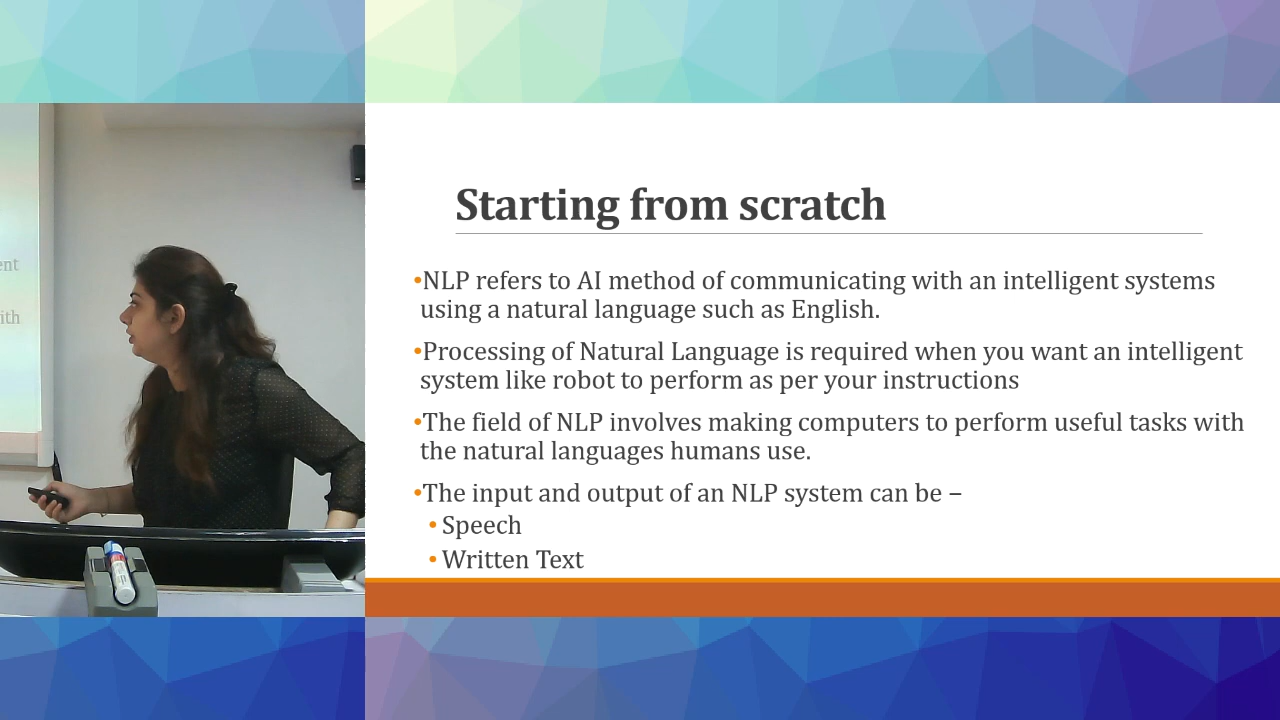 ent
ith
Starting from scratch
•NLP refers to AI method of communicating with an intelligent systems
using a natural language such as English.
•Processing of Natural Language is required when you want an intelligent
system like robot to perform as per your instructions
•The field of NLP involves making computers to perform useful tasks with
the natural languages humans use.
•The input and output of an NLP system can be –
• Speech
• Written Text